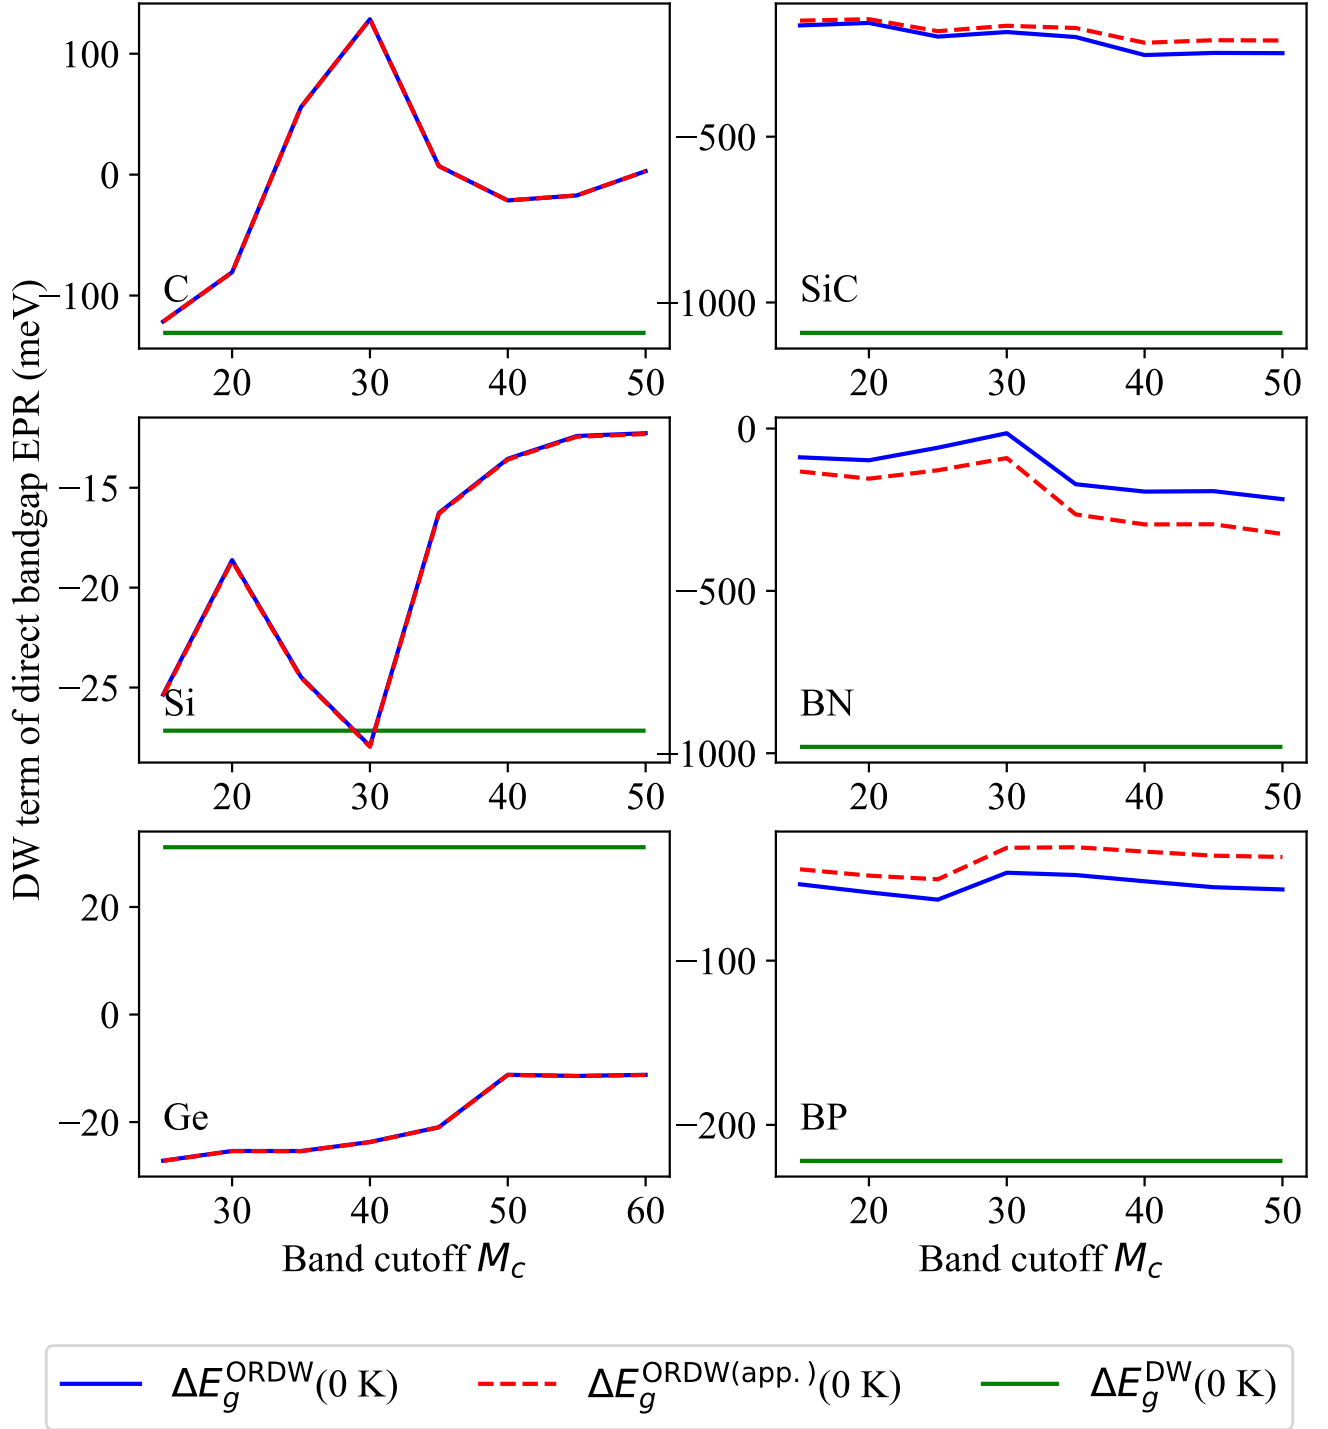 DW term of direct bandgap EPR (meV)
100
0
−100
C
20 30 40 50
−500
−1000
SiC
20 30 40 50
−15
−20
−25
Si
20 30 40 50
0
−500
−1000
BN
20 30 40 50
20
0
−20
Ge
30 40 50 60
Band cutoff M_c
−100
−200
BP
20 30 40 50
Band cutoff M_c
ΔE_g^ORDW(0 K) ΔE_g^ORDW(app.)(0 K) ΔE_g^DW(0 K)